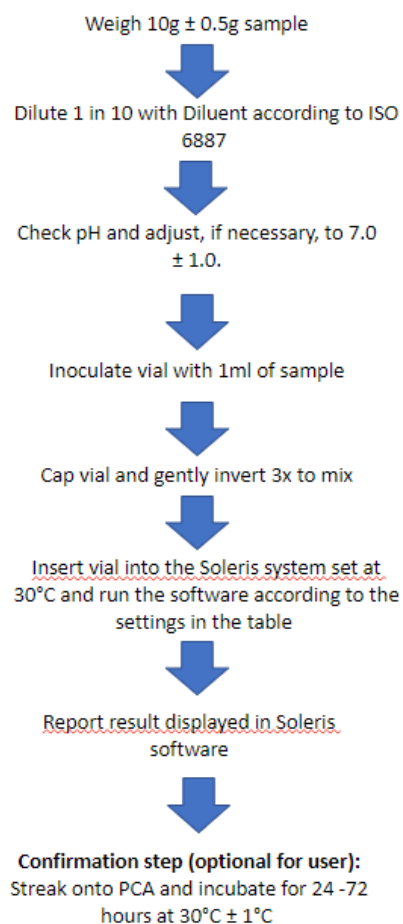 Weigh 10g ± 0.5g sample
Dilute 1 in 10 with Diluent according to ISO
6887
Check pH and adjust, if necessary, to 7.0
± 1.0.
Inoculate vial with 1ml of sample
Cap vial and gently invert 3x to mix
Insert vial into the Soleris system set at
30°C and run the software according to the
settings in the table
Report result displayed in Soleris
software
Confirmation step (optional for user):
Streak onto PCA and incubate for 24 -72
hours at 30°C ± 1°C